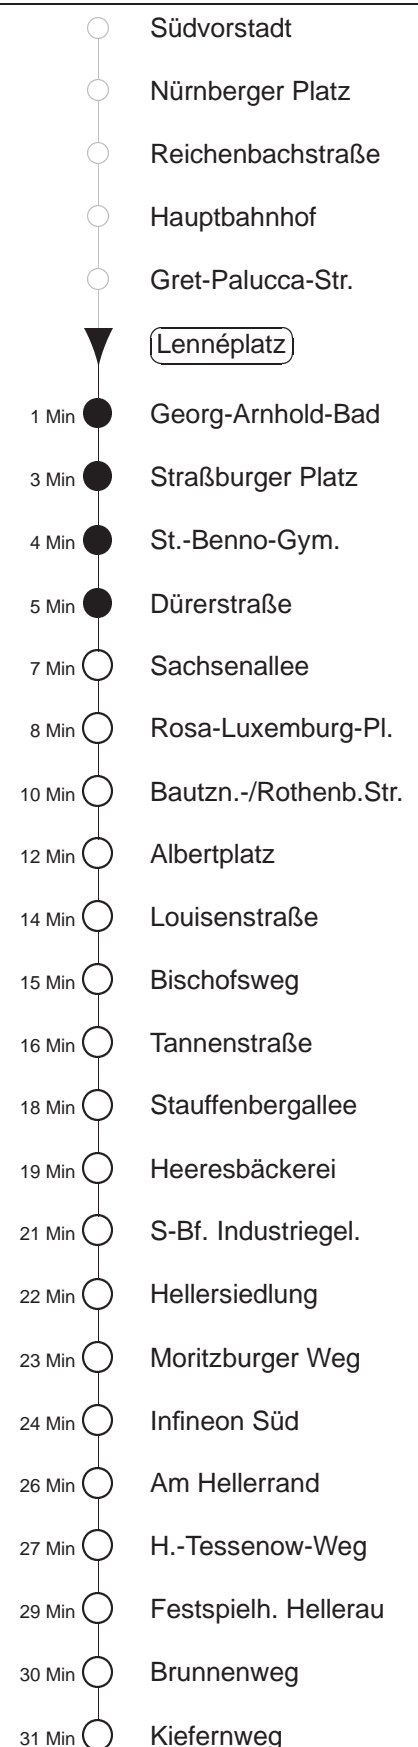 Südvorstadt
Nürnberger Platz
Reichenbachstraße
Hauptbahnhof
Gret-Palucca-Str.
Lennéplatz
1 Min Georg-Arnhold-Bad
3 Min Straßburger Platz
4 Min St.-Benno-Gym.
5 Min Dürerstraße
7 Min Sachsenallee
8 Min Rosa-Luxemburg-Pl.
10 Min Bautzn.-/Rothenb.Str.
12 Min Albertplatz
14 Min Louisenstraße
15 Min Bischofsweg
16 Min Tannenstraße
18 Min Stauffenbergallee
19 Min Heeresbäckerei
21 Min S-Bf. Industriegel.
22 Min Hellersiedlung
23 Min Moritzburger Weg
24 Min Infineon Süd
26 Min Am Hellerrand
27 Min H.-Tessenow-Weg
29 Min Festspielh. Hellerau
30 Min Brunnenweg
31 Min Kiefernweg